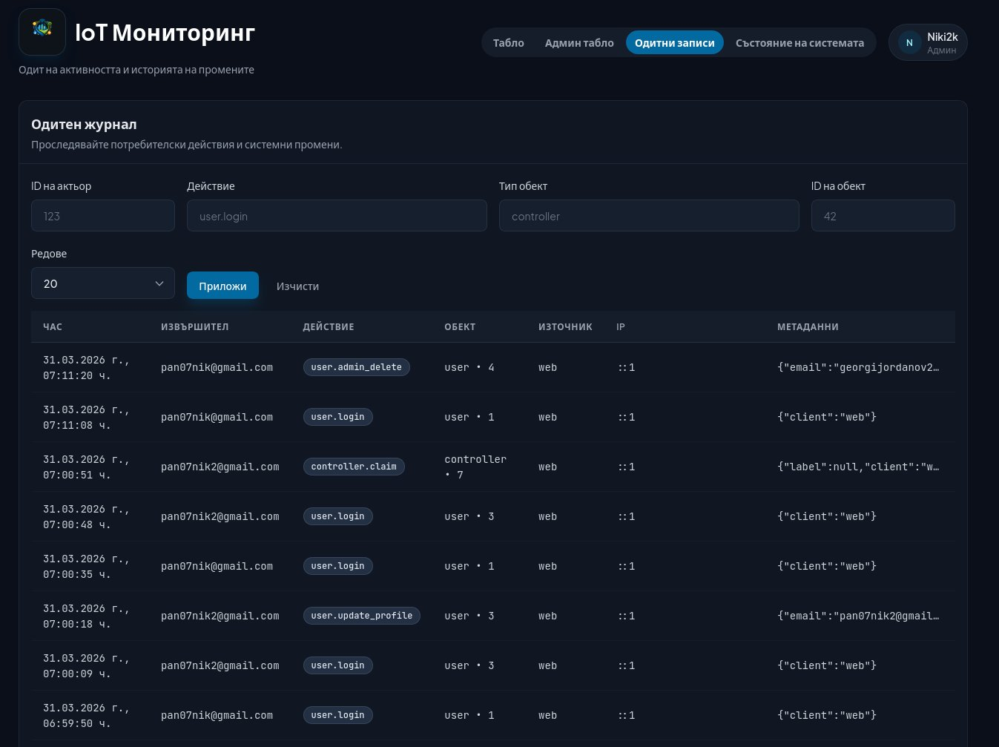 IoT Мониторинг
Табло
Админ табло
Одитни записи
Състояние на системата
N
Niki2k
Админ
Одит на активността и историята на промените
Одитен журнал
Проследявайте потребителски действия и системни промени.
ID на актьор
Действие
Тип обект
ID на обект
123
user.login
controller
42
Редове
20
Приложи
Изчисти
ЧАС ИЗВЪРШИТЕЛ ДЕЙСТВИЕ ОБЕКТ ИЗТОЧНИК IP МЕТАДАННИ
31.03.2026 г.,
07:11:20 ч.
pan07nik@gmail.com user.admin_delete user • 4 web ::1 {"email":"georgijordanov2…
31.03.2026 г.,
07:11:08 ч.
pan07nik@gmail.com user.login user • 1 web ::1 {"client":"web"}
31.03.2026 г.,
07:00:51 ч.
pan07nik2@gmail.com controller.claim controller
• 7
web ::1 {"label":null,"client":"w…
31.03.2026 г.,
07:00:48 ч.
pan07nik2@gmail.com user.login user • 3 web ::1 {"client":"web"}
31.03.2026 г.,
07:00:35 ч.
pan07nik@gmail.com user.login user • 1 web ::1 {"client":"web"}
31.03.2026 г.,
07:00:18 ч.
pan07nik2@gmail.com user.update_profile user • 3 web ::1 {"email":"pan07nik2@gmail…
31.03.2026 г.,
07:00:09 ч.
pan07nik2@gmail.com user.login user • 3 web ::1 {"client":"web"}
31.03.2026 г.,
06:59:50 ч.
pan07nik@gmail.com user.login user • 1 web ::1 {"client":"web"}